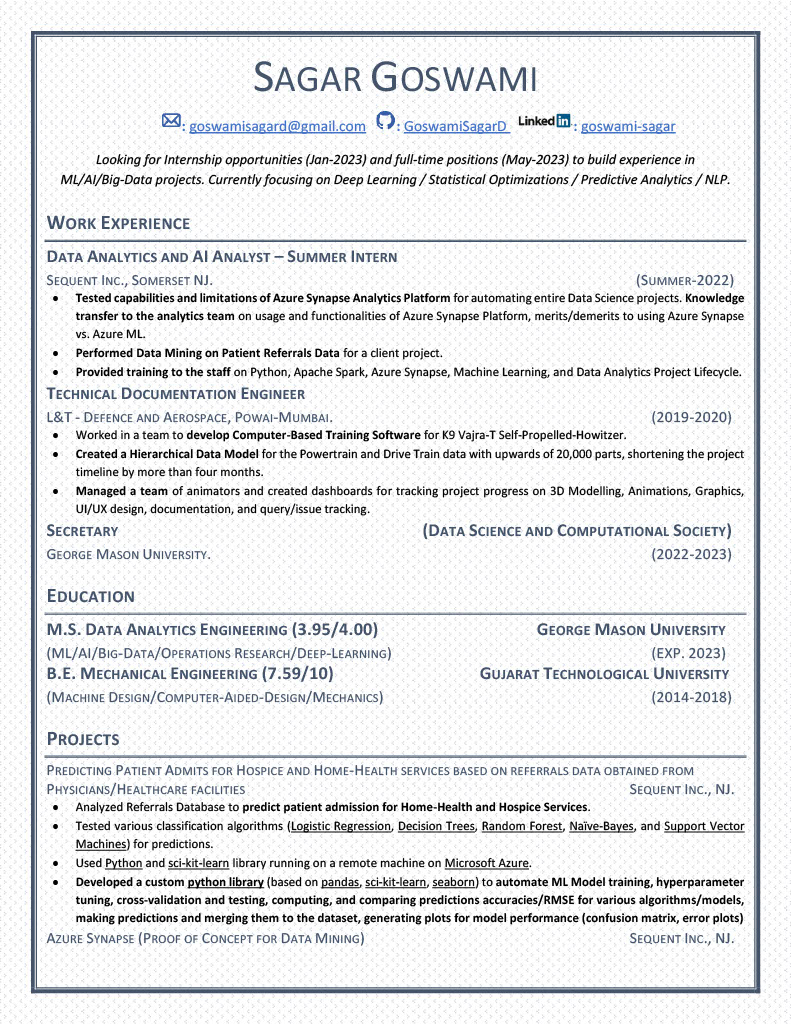 SAGAR GOSWAMI
: goswamisagard@gmail.com : GoswamiSagarD Linked in : goswami-sagar
Looking for Internship opportunities (Jan-2023) and full-time positions (May-2023) to build experience in
ML/AI/Big-Data projects. Currently focusing on Deep Learning / Statistical Optimizations / Predictive Analytics / NLP.
WORK EXPERIENCE
DATA ANALYTICS AND AI ANALYST – SUMMER INTERN
SEQUENT INC., SOMERSET NJ. (SUMMER-2022)
• Tested capabilities and limitations of Azure Synapse Analytics Platform for automating entire Data Science projects. Knowledge
transfer to the analytics team on usage and functionalities of Azure Synapse Platform, merits/demerits to using Azure Synapse
vs. Azure ML.
• Performed Data Mining on Patient Referrals Data for a client project.
• Provided training to the staff on Python, Apache Spark, Azure Synapse, Machine Learning, and Data Analytics Project Lifecycle.
TECHNICAL DOCUMENTATION ENGINEER
L&T - DEFENCE AND AEROSPACE, POWAI-MUMBAI. (2019-2020)
• Worked in a team to develop Computer-Based Training Software for K9 Vajra-T Self-Propelled-Howitzer.
• Created a Hierarchical Data Model for the Powertrain and Drive Train data with upwards of 20,000 parts, shortening the project
timeline by more than four months.
• Managed a team of animators and created dashboards for tracking project progress on 3D Modelling, Animations, Graphics,
UI/UX design, documentation, and query/issue tracking.
SECRETARY (DATA SCIENCE AND COMPUTATIONAL SOCIETY)
GEORGE MASON UNIVERSITY. (2022-2023)
EDUCATION
M.S. DATA ANALYTICS ENGINEERING (3.95/4.00) GEORGE MASON UNIVERSITY
(ML/AI/BIG-DATA/OPERATIONS RESEARCH/DEEP-LEARNING) (EXP. 2023)
B.E. MECHANICAL ENGINEERING (7.59/10) GUJARAT TECHNOLOGICAL UNIVERSITY
(MACHINE DESIGN/COMPUTER-AIDED-DESIGN/MECHANICS) (2014-2018)
PROJECTS
PREDICTING PATIENT ADMITS FOR HOSPICE AND HOME-HEALTH SERVICES BASED ON REFERRALS DATA OBTAINED FROM
PHYSICIANS/HEALTHCARE FACILITIES SEQUENT INC., NJ.
• Analyzed Referrals Database to predict patient admission for Home-Health and Hospice Services.
• Tested various classification algorithms (Logistic Regression, Decision Trees, Random Forest, Naïve-Bayes, and Support Vector
Machines) for predictions.
• Used Python and sci-kit-learn library running on a remote machine on Microsoft Azure.
• Developed a custom python library (based on pandas, sci-kit-learn, seaborn) to automate ML Model training, hyperparameter
tuning, cross-validation and testing, computing, and comparing predictions accuracies/RMSE for various algorithms/models,
making predictions and merging them to the dataset, generating plots for model performance (confusion matrix, error plots)
AZURE SYNAPSE (PROOF OF CONCEPT FOR DATA MINING) SEQUENT INC., NJ.